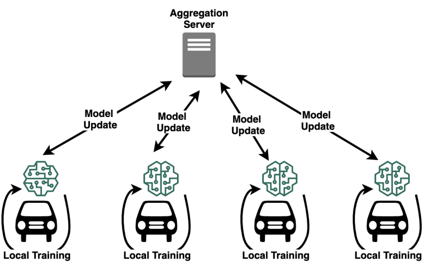 Aggregation
Server
Model
Update
Model
Update
Model
Update
Model
Update
Local Training
Local Training
Local Training
Local Training